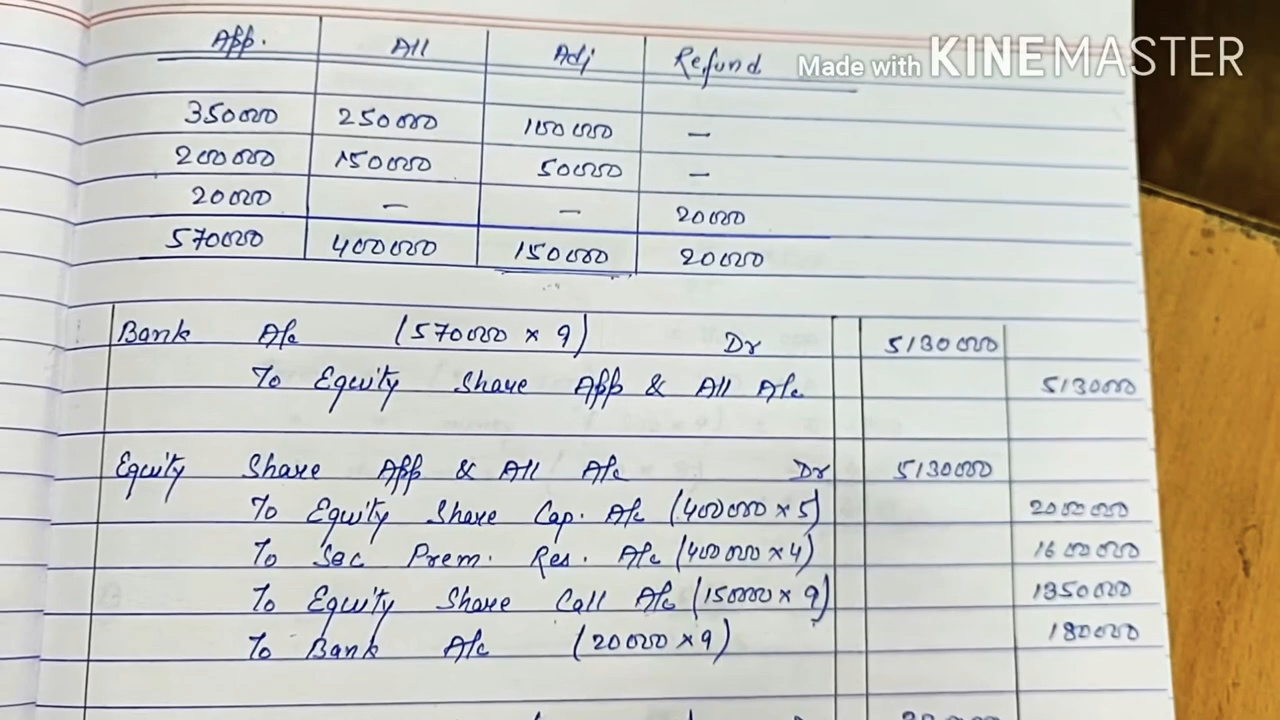 App. All Adj Refund
Made with KINEMASTER
350000 250000 100000 —
200000 150000 50000 —
20000 — — 20000
570000 400000 150000 20000
Bank A/c (570000 × 9) Dr 5130000
To Equity Share App & All A/c 5130000
Equity Share App & All A/c Dr 5130000
To Equity Share Cap. A/c (400000 × 5) 2000000
To Sec Prem. Res. A/c (400000 × 4) 1600000
To Equity Share Call A/c (150000 × 9) 1350000
To Bank A/c (20000 × 9) 180000